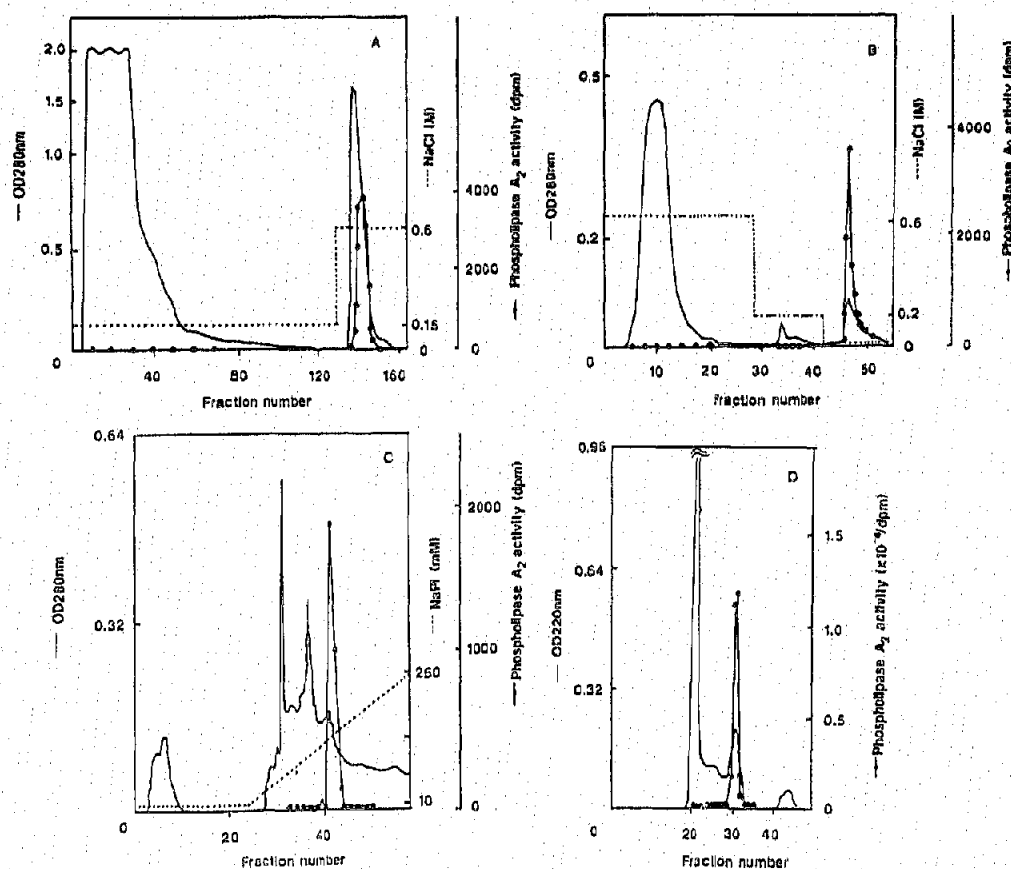 A
2.0
1.5
1.0
0.5
— OD280nm
0.6
0.15
0
---- NaCl (M)
4000
2000
0
Phospholipase A2 activity (dpm)
40
80
120
160
Fraction number
B
0.5
0.2
0
— OD280nm
0.6
0.2
0
---- NaCl (M)
4000
2000
0
Phospholipase A2 activity (dpm)
10
20
30
40
50
Fraction number
C
0.64
0.32
0
— OD280nm
260
10
---- NaPi (mM)
2000
1000
0
Phospholipase A2 activity (dpm)
20
40
Fraction number
D
0.96
0.64
0.32
0
— OD220nm
1.5
1.0
0.5
0
20
30
40
Fraction number